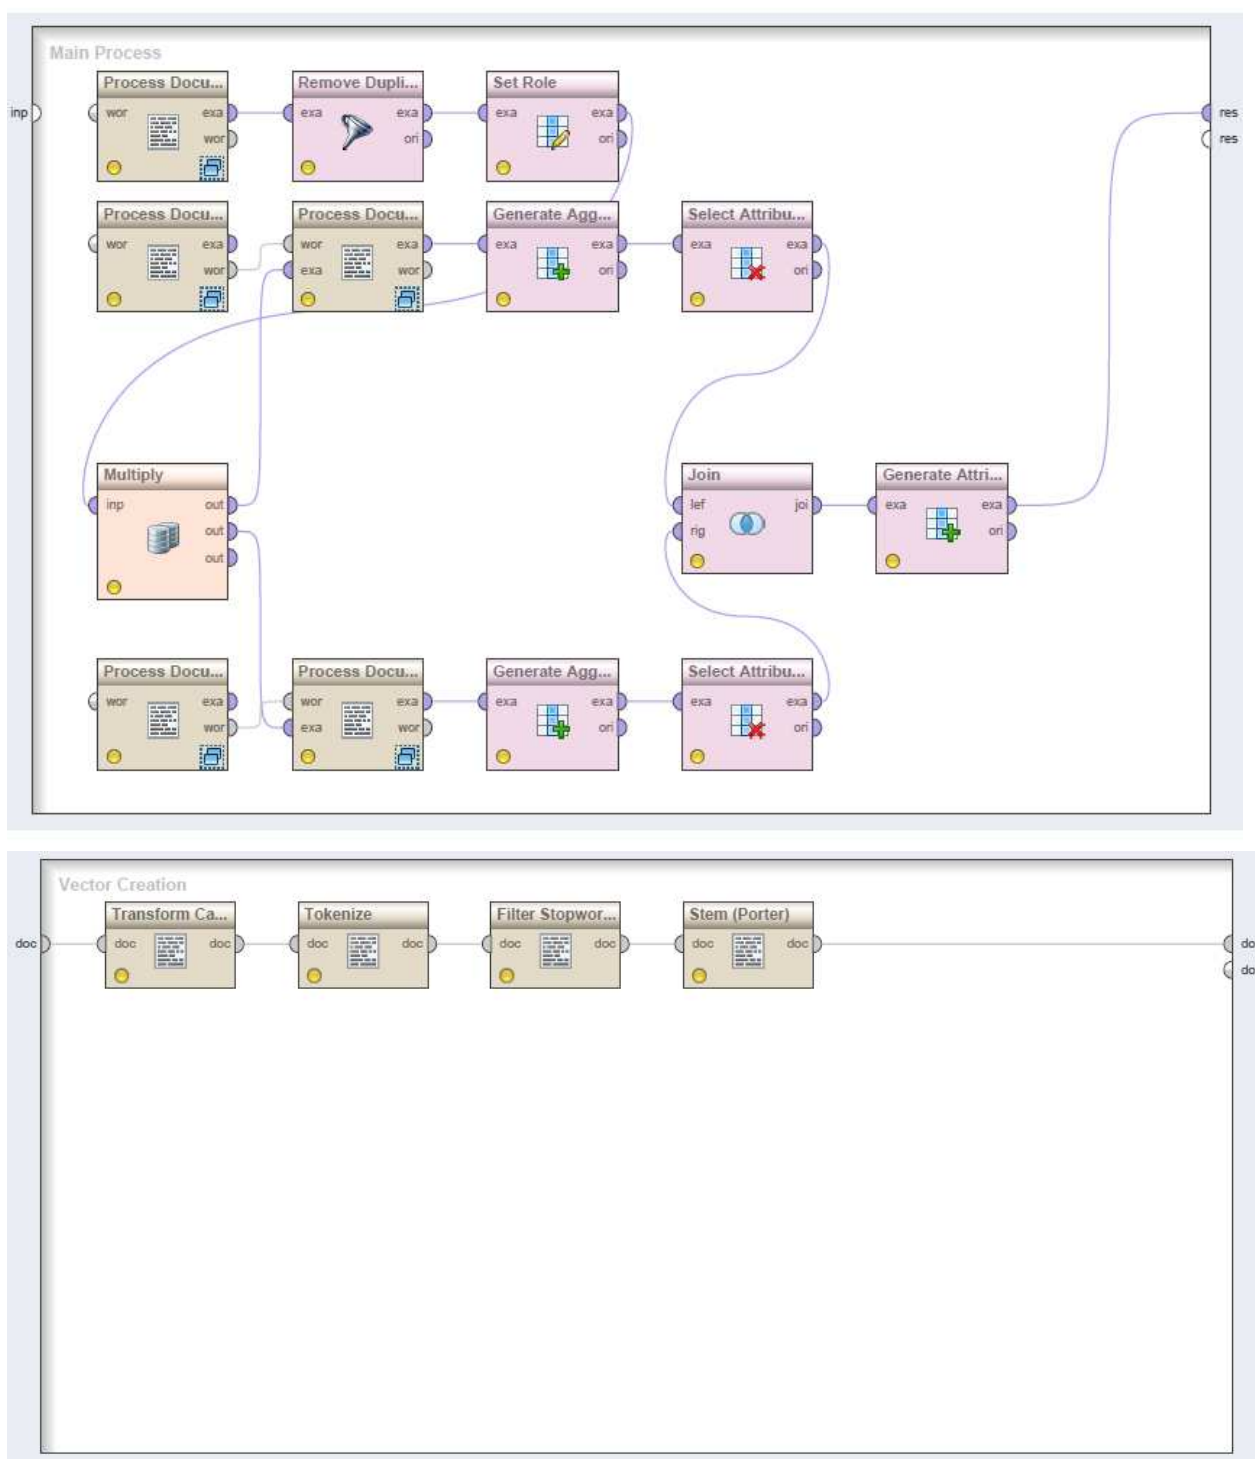 Main Process
Process Docu... Remove Dupli... Set Role
inp wor exa exa exa exa exa res
wor ori ori res
Process Docu... Process Docu... Generate Agg... Select Attribu...
wor exa wor exa exa exa exa exa
wor exa wor ori ori
Multiply Join Generate Attri...
inp out lef joi exa exa
out rig ori
out
Process Docu... Process Docu... Generate Agg... Select Attribu...
wor exa wor exa exa exa exa exa
wor exa wor ori ori
Vector Creation
Transform Ca... Tokenize Filter Stopwor... Stem (Porter)
doc doc doc doc doc doc doc doc doc do
do